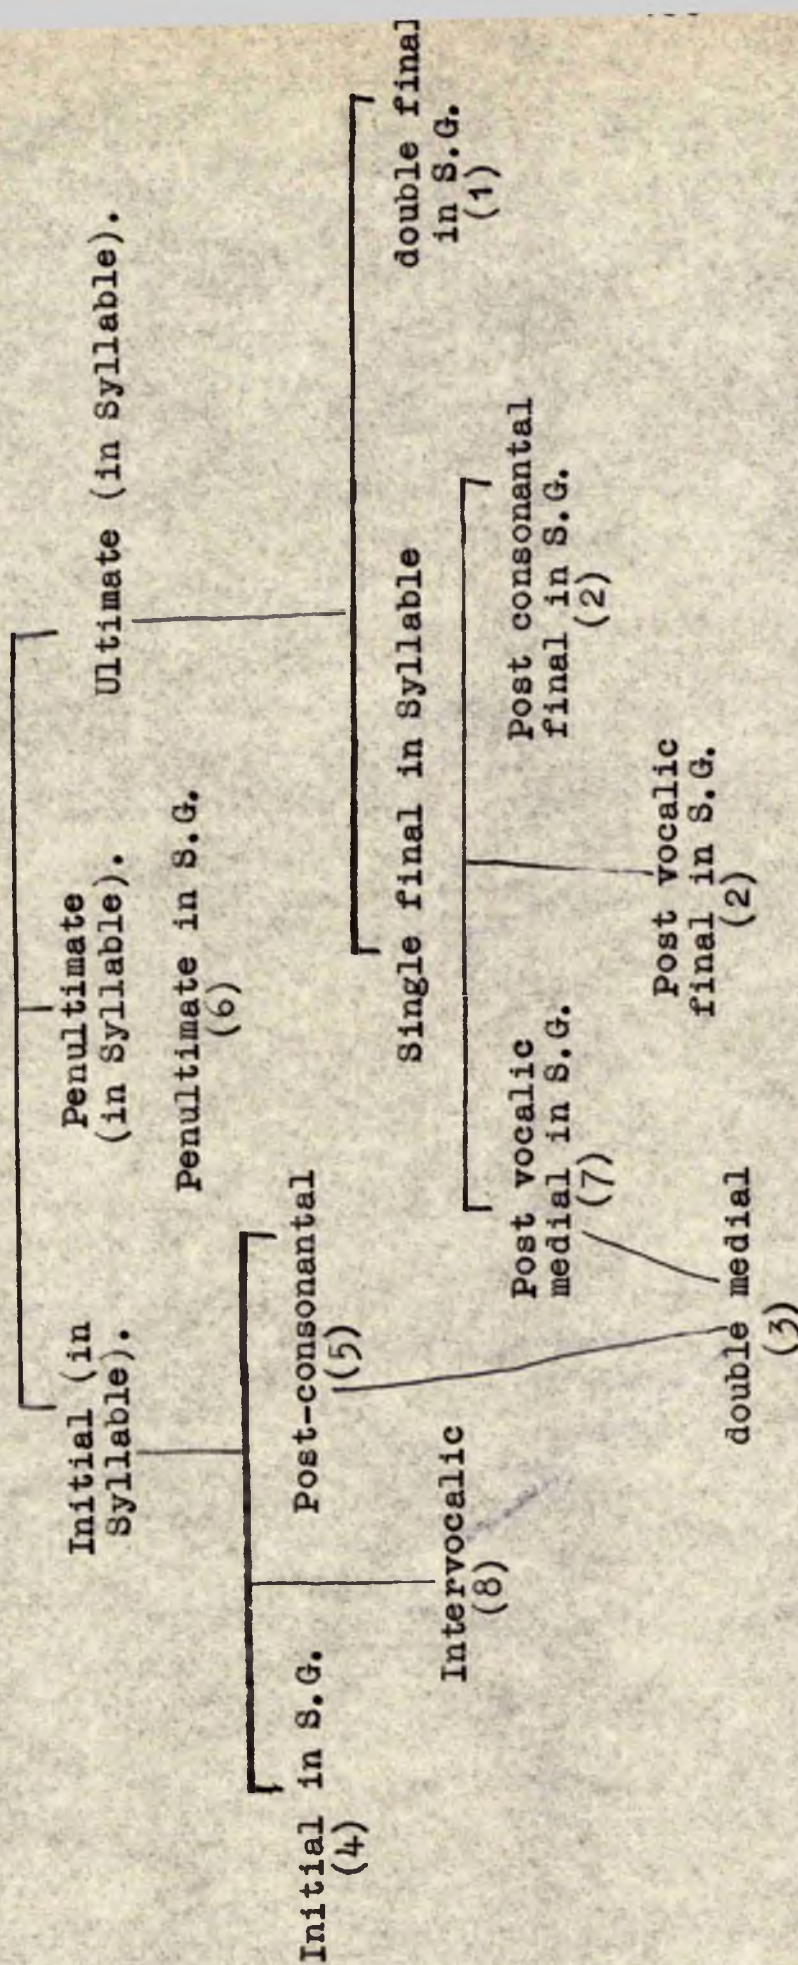 Initial (in
Syllable).
Penultimate
(in Syllable).
Ultimate (in Syllable).
Penultimate in S.G.
(6)
Initial in S.G.
(4)
Post-consonantal
(5)
Intervocalic
(8)
Single final in Syllable
double final
in S.G.
(1)
Post vocalic
medial in S.G.
(7)
Post consonantal
final in S.G.
(2)
Post vocalic
final in S.G.
(2)
double medial
(3)